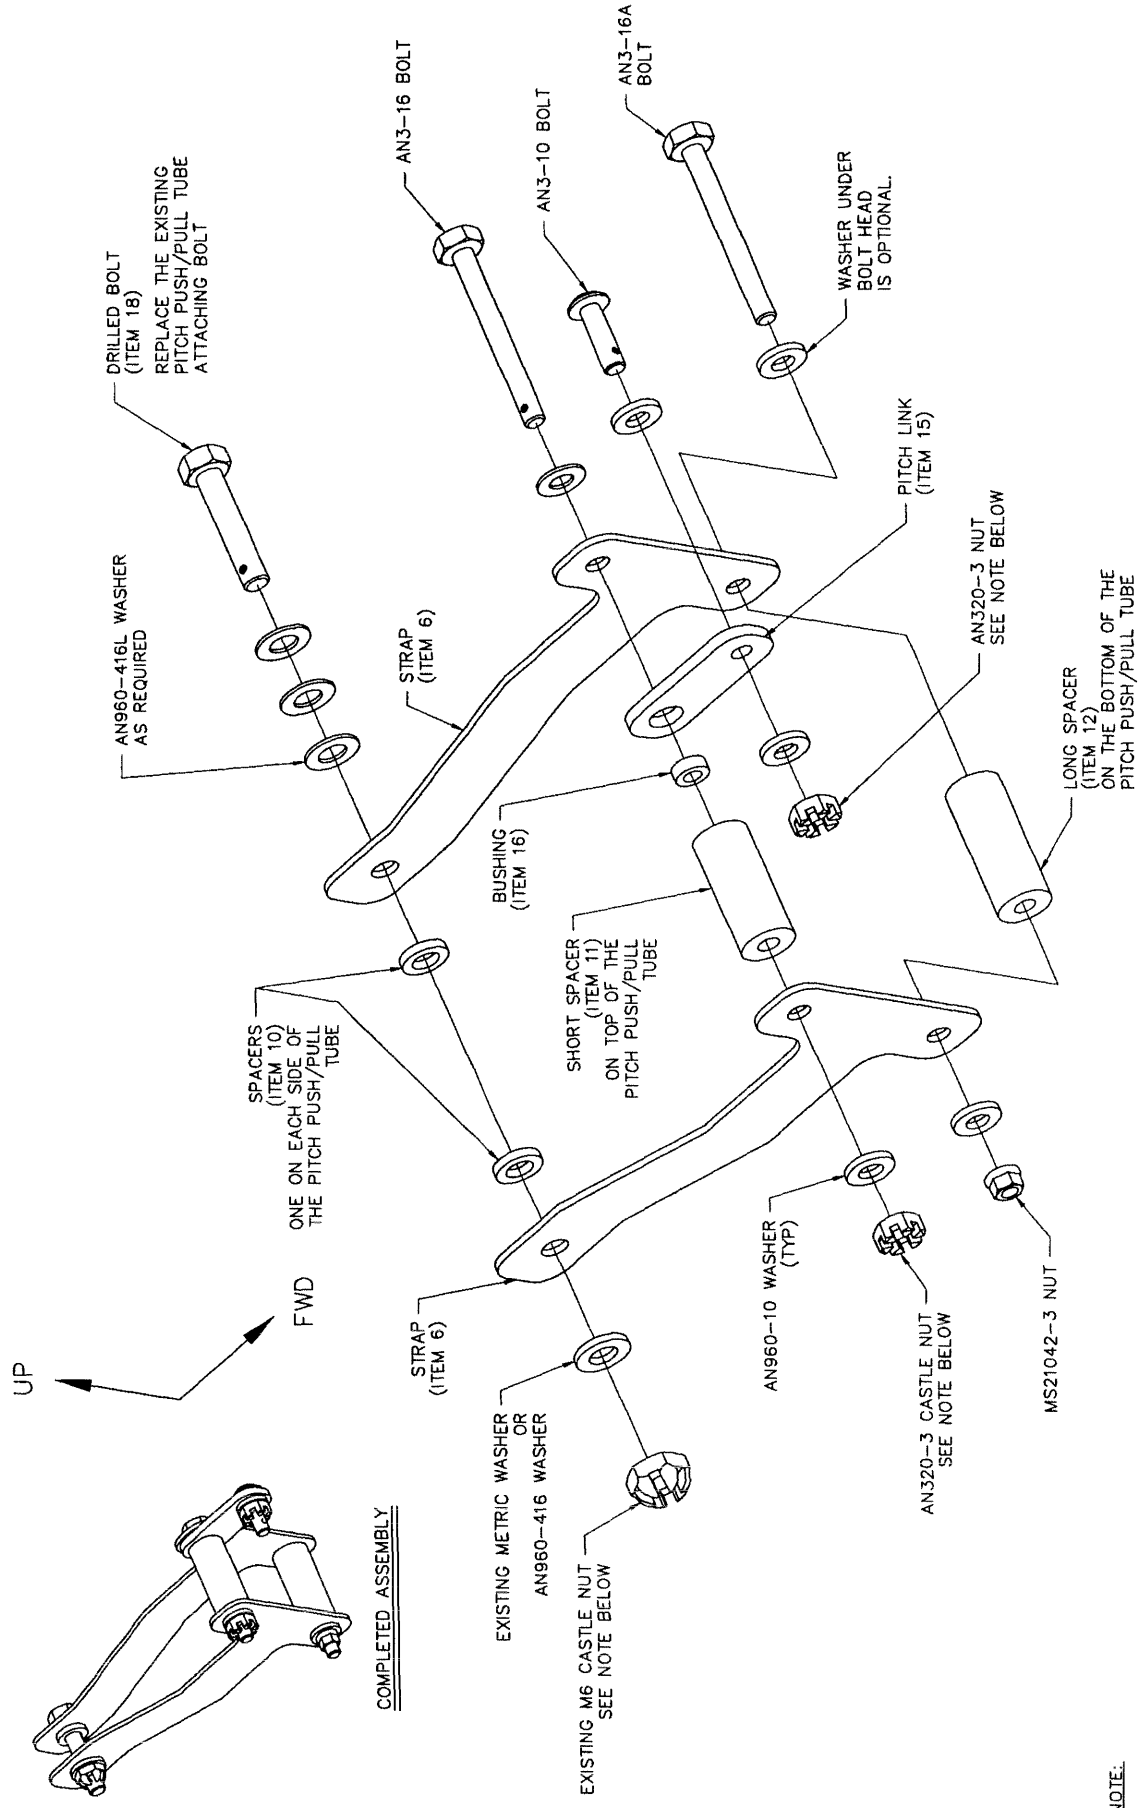 UP
FWD
COMPLETED ASSEMBLY
DRILLED BOLT
(ITEM 18)
REPLACE THE EXISTING
PITCH PUSH/PULL TUBE
ATTACHING BOLT
AN960-416L WASHER
AS REQUIRED
AN3-16 BOLT
AN3-10 BOLT
AN3-16A
BOLT
WASHER UNDER
BOLT HEAD
IS OPTIONAL.
STRAP
(ITEM 6)
SPACERS
(ITEM 10)
ONE ON EACH SIDE OF
THE PITCH PUSH/PULL
TUBE
BUSHING
(ITEM 16)
PITCH LINK
(ITEM 15)
SHORT SPACER
(ITEM 11)
ON TOP OF THE
PITCH PUSH/PULL
TUBE
AN320-3 NUT
SEE NOTE BELOW
LONG SPACER
(ITEM 12)
ON THE BOTTOM OF THE
PITCH PUSH/PULL TUBE
STRAP
(ITEM 6)
EXISTING METRIC WASHER
OR
AN960-416 WASHER
EXISTING M6 CASTLE NUT
SEE NOTE BELOW
AN960-10 WASHER
(TYP)
AN320-3 CASTLE NUT
SEE NOTE BELOW
MS21042-3 NUT
NOTE: